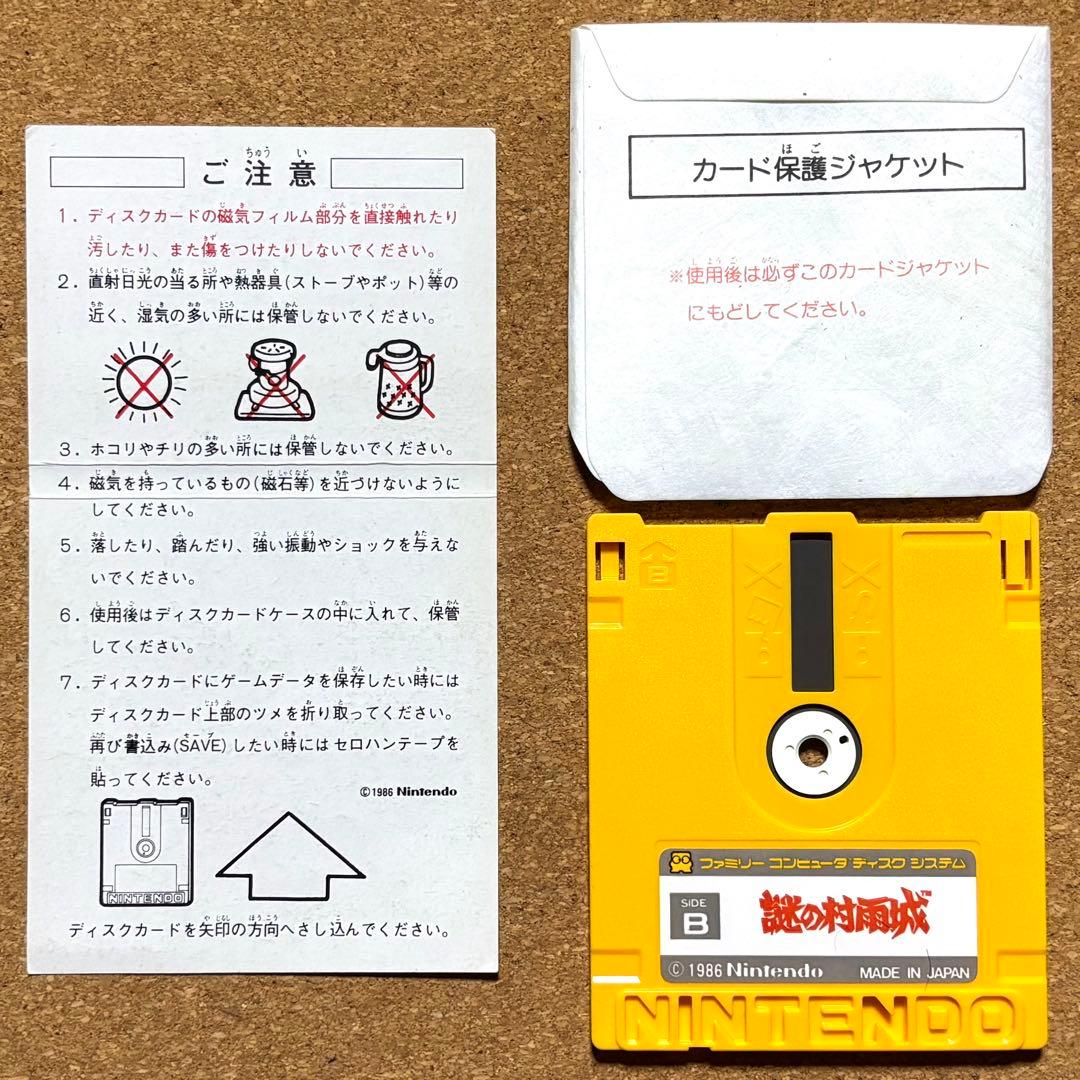 ご注意
1. ディスクカードの磁気フィルム部分を直接触れたり
汚したり、また傷をつけたりしないでください。
2. 直射日光の当る所や熱器具(ストーブやポット)等の
近く、湿気の多い所には保管しないでください。
3. ホコリやチリの多い所には保管しないでください。
4. 磁気を持っているもの(磁石等)を近づけないように
してください。
5. 落したり、踏んだり、強い振動やショックを与えな
いでください。
6. 使用後はディスクカードケースの中に入れて、保管
してください。
7. ディスクカードにゲームデータを保存したい時には
ディスクカード上部のツメを折り取ってください。
再び書込み(SAVE)したい時にはセロハンテープを
貼ってください。
©1986 Nintendo
NINTENDO
ディスクカードを矢印の方向へさし込んでください。
カード保護ジャケット
※使用後は必ずこのカードジャケット
にもどしてください。
B
ファミリー コンピュータ ディスク システム
SIDE
B
謎の村雨城™
©1986 Nintendo MADE IN JAPAN
NINTENDO